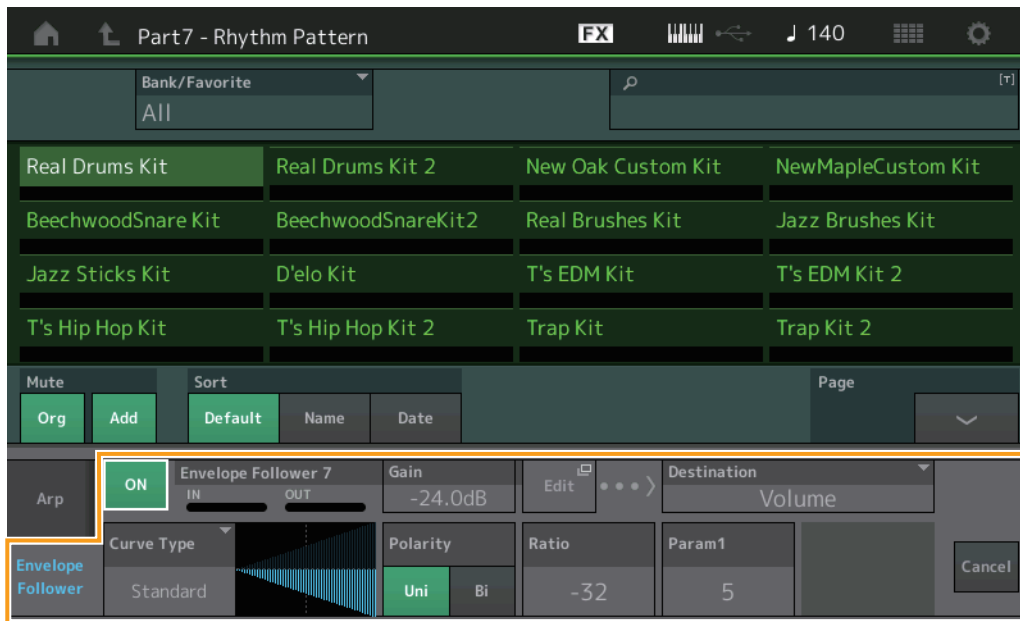 Part7 - Rhythm Pattern FX ♩ 140
Bank/Favorite [T]
All
Real Drums Kit Real Drums Kit 2 New Oak Custom Kit NewMapleCustom Kit
BeechwoodSnare Kit BeechwoodSnareKit2 Real Brushes Kit Jazz Brushes Kit
Jazz Sticks Kit D'elo Kit T's EDM Kit T's EDM Kit 2
T's Hip Hop Kit T's Hip Hop Kit 2 Trap Kit Trap Kit 2
Mute Sort Page
Org Add Default Name Date
Arp ON Envelope Follower 7 Gain Edit Destination
IN OUT -24.0dB Volume
Envelope Follower Curve Type Polarity Ratio Param1 Cancel
Standard Uni Bi -32 5